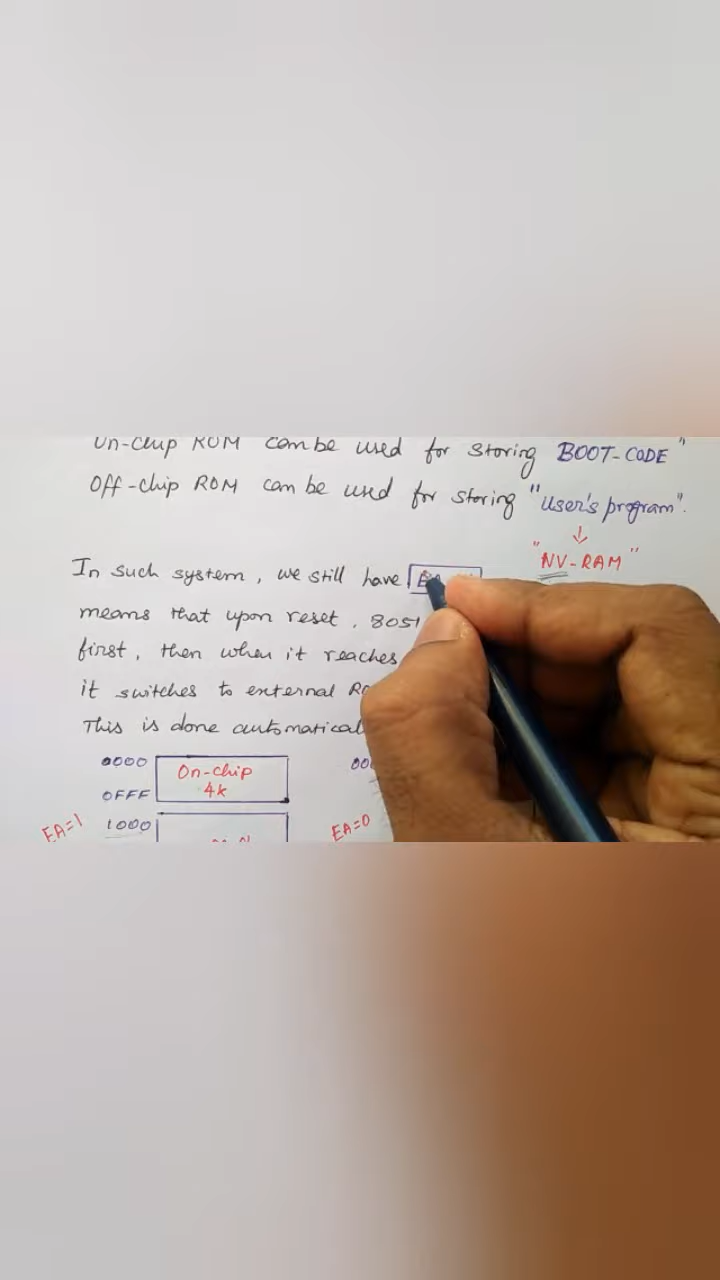 On-chip ROM can be used for storing BOOT-CODE"
Off-chip ROM can be used for storing "User's program".
"NV-RAM"
In such system, we still have
means that upon reset, 8051
first, then when it reaches
it switches to external
This is done
0000
On-chip
4k
0FFF
EA=1
1000
EA=0